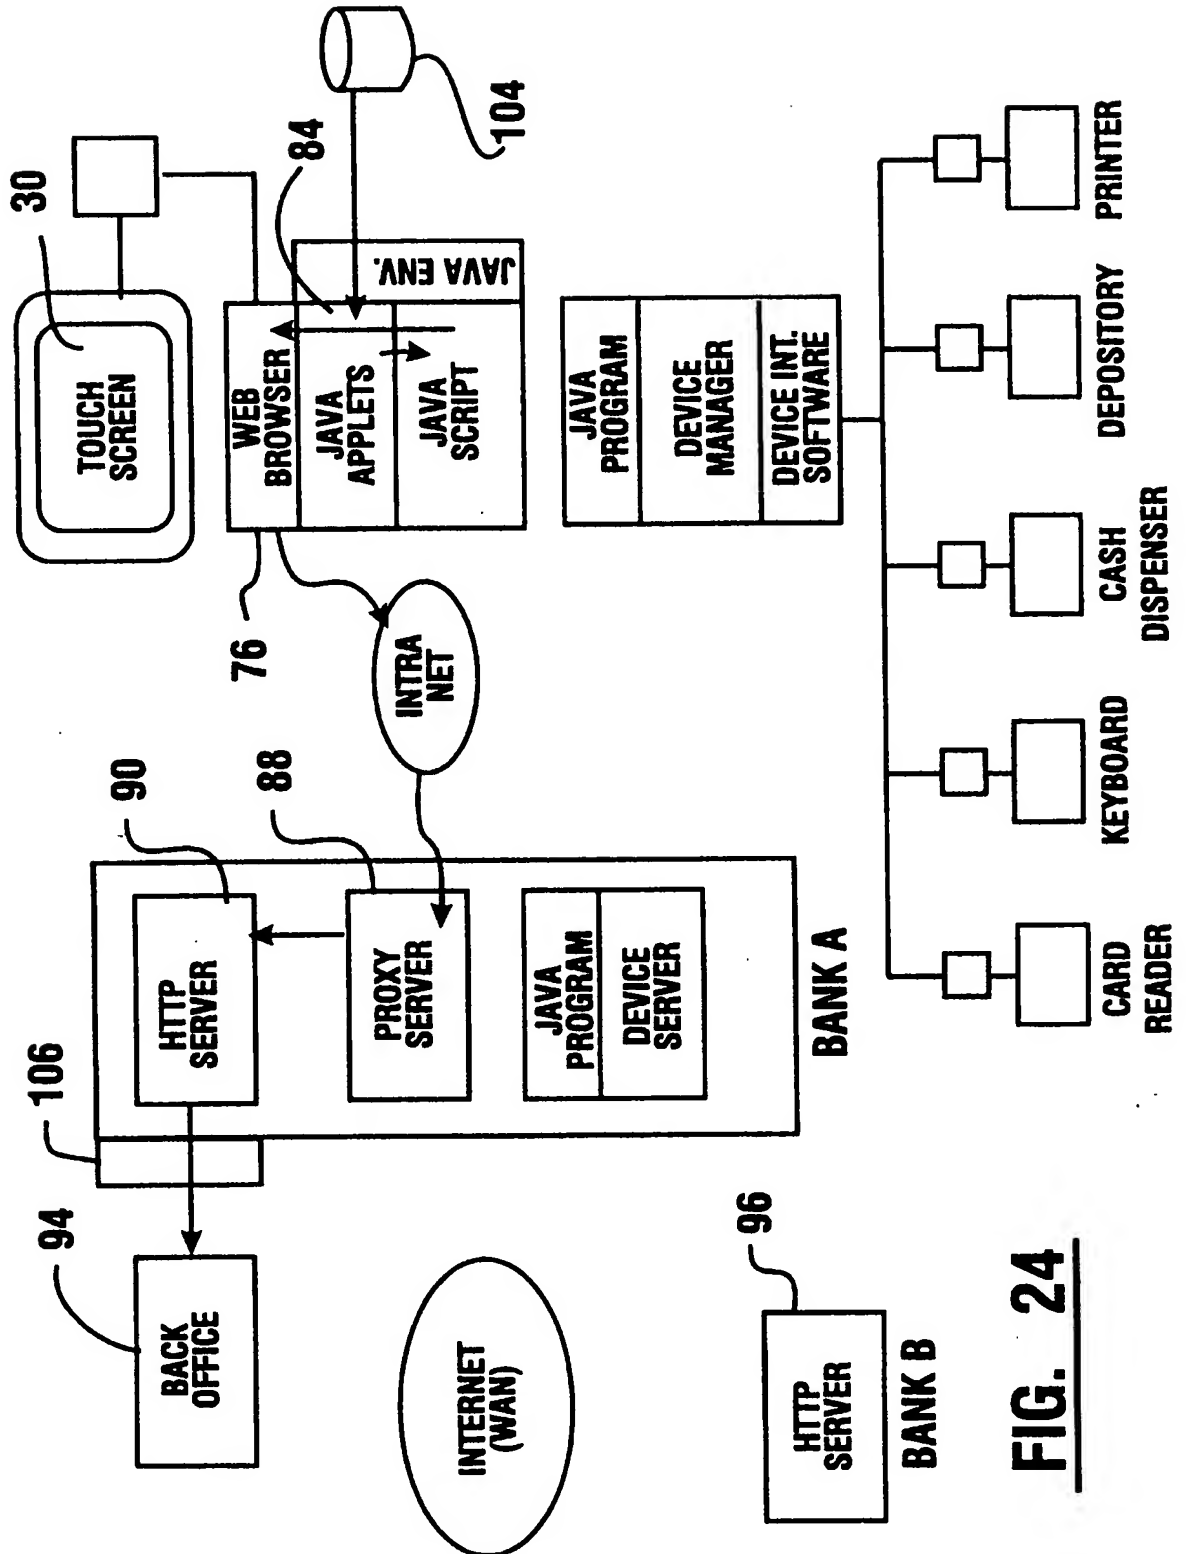 94
BACK
OFFICE
106
HTTP
SERVER
90
PROXY
SERVER
88
JAVA
PROGRAM
DEVICE
SERVER
BANK A
INTERNET
(WAN)
96
HTTP
SERVER
BANK B
INTRA
NET
76
TOUCH
SCREEN
30
WEB
BROWSER
JAVA
APPLETS
JAVA
SCRIPT
JAVA ENV.
84
104
JAVA
PROGRAM
DEVICE
MANAGER
DEVICE INT.
SOFTWARE
CARD
READER
KEYBOARD
CASH
DISPENSER
DEPOSITORY
PRINTER
FIG. 24